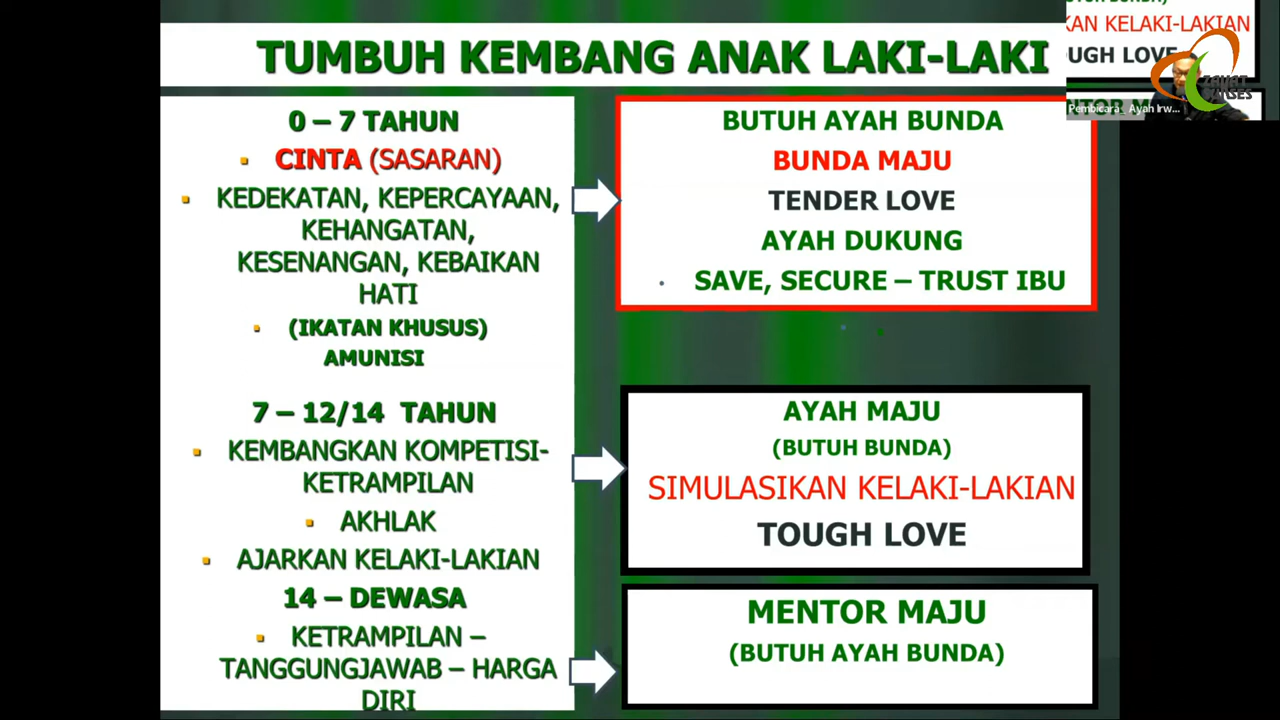 TUMBUH KEMBANG ANAK LAKI-LAKI
0 – 7 TAHUN
CINTA (SASARAN)
KEDEKATAN, KEPERCAYAAN,
KEHANGATAN,
KESENANGAN, KEBAIKAN
HATI
(IKATAN KHUSUS)
AMUNISI
7 – 12/14 TAHUN
KEMBANGKAN KOMPETISI-
KETRAMPILAN
AKHLAK
AJARKAN KELAKI-LAKIAN
14 – DEWASA
KETRAMPILAN –
TANGGUNGJAWAB – HARGA
DIRI
BUTUH AYAH BUNDA
BUNDA MAJU
TENDER LOVE
AYAH DUKUNG
SAVE, SECURE – TRUST IBU
AYAH MAJU
(BUTUH BUNDA)
SIMULASIKAN KELAKI-LAKIAN
TOUGH LOVE
MENTOR MAJU
(BUTUH AYAH BUNDA)
KAN KELAKI-LAKIAN
OUGH LOVE
Pembicara_ Ayah Irw...